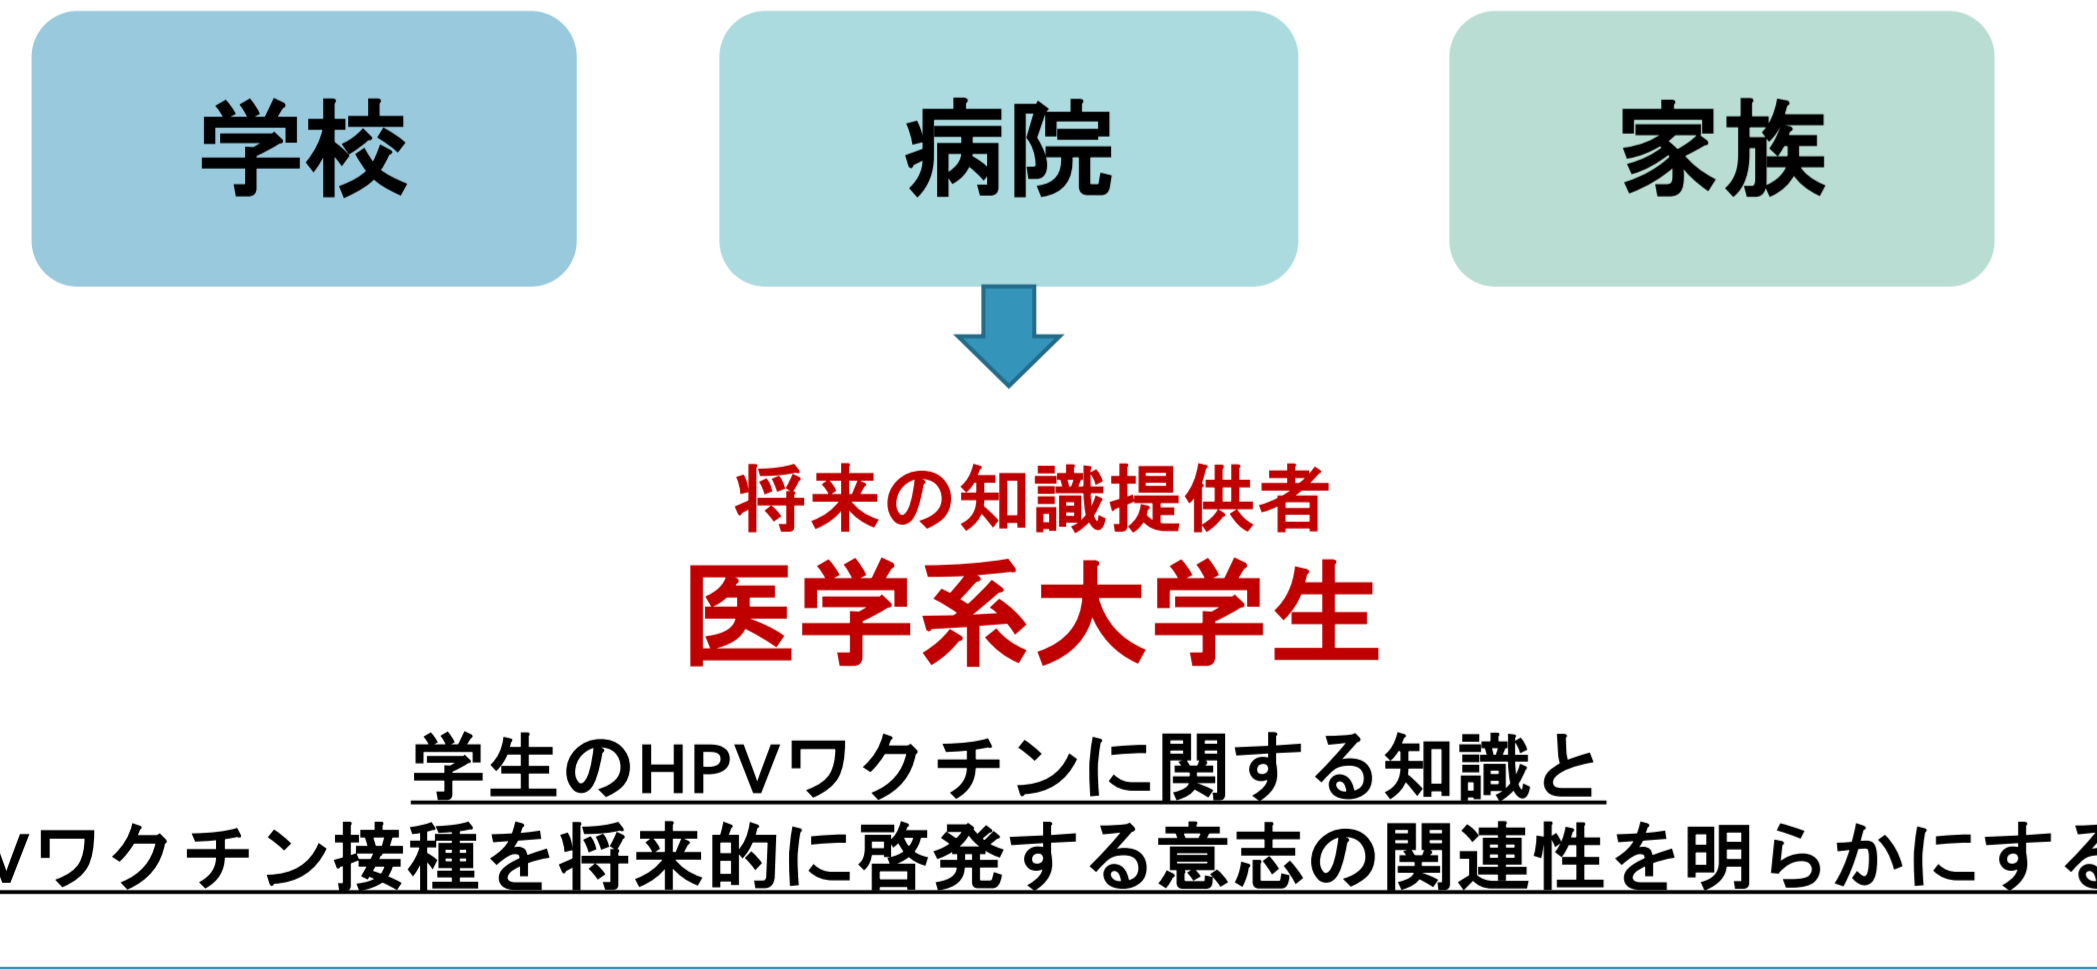 学校
病院
家族
将来の知識提供者
医学系大学生
学生のHPVワクチンに関する知識と
Vワクチン接種を将来的に啓発する意志の関連性を明らかにする